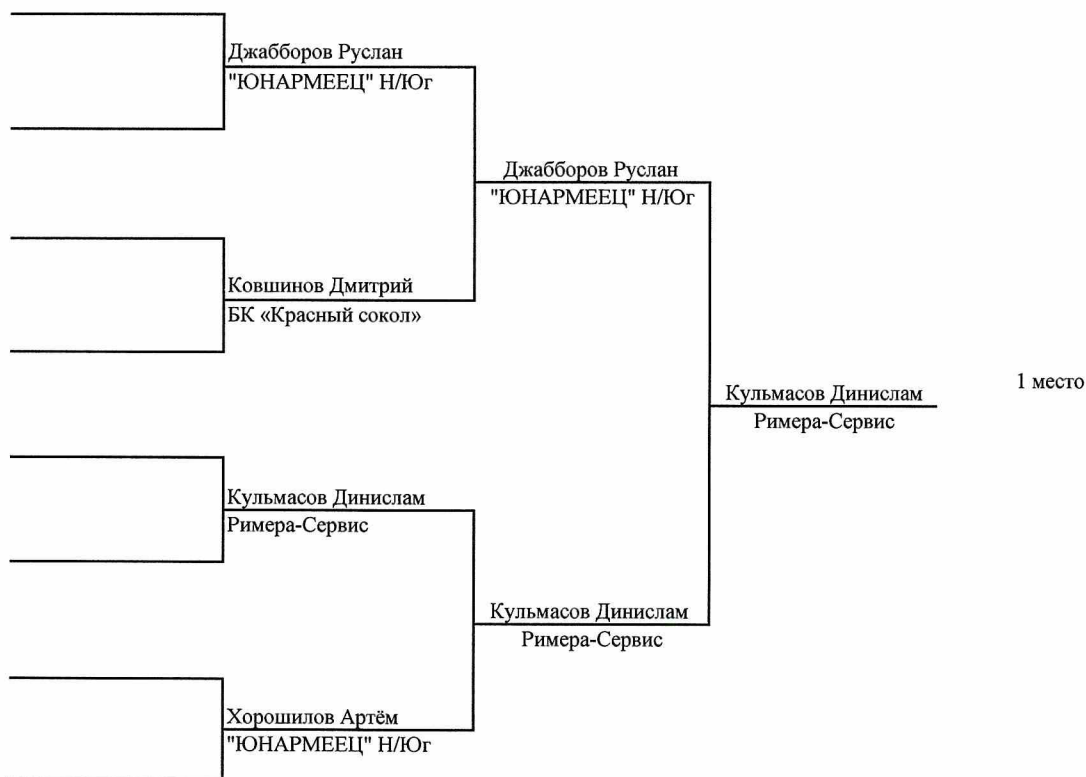 Джабборов Руслан
"ЮНАРМЕЕЦ" Н/Юг
Джабборов Руслан
"ЮНАРМЕЕЦ" Н/Юг
Ковшинов Дмитрий
БК «Красный сокол»
1 место
Кульмасов Динислам
Римера-Сервис
Кульмасов Динислам
Римера-Сервис
Кульмасов Динислам
Римера-Сервис
Хорошилов Артём
"ЮНАРМЕЕЦ" Н/Юг